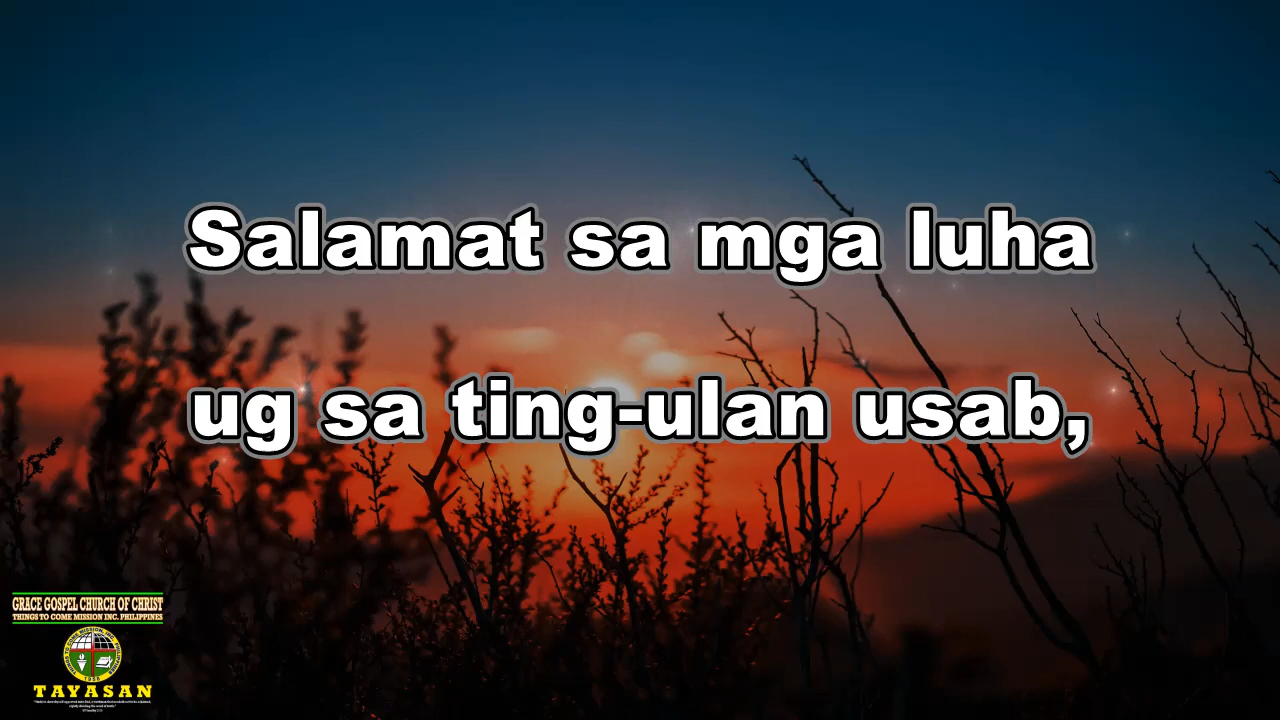 Salamat sa mga luha
ug sa ting-ulan usab,
GRACE GOSPEL CHURCH OF CHRIST
THINGS TO COME MISSION INC. PHILIPPINES
TAYASAN